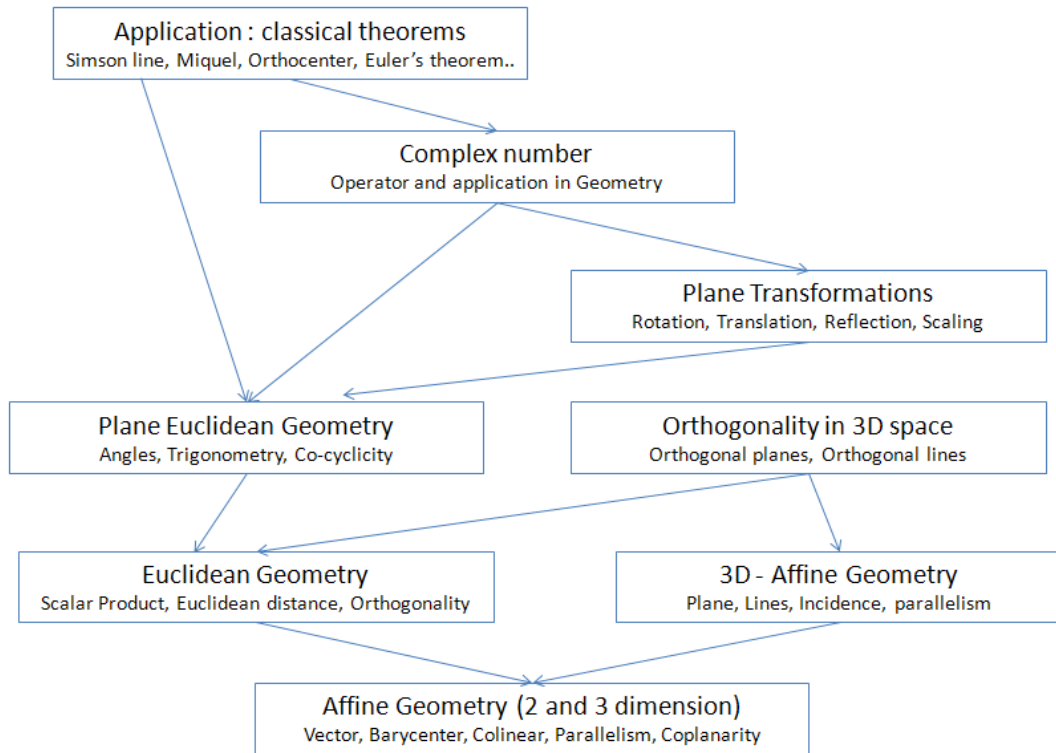 Application : classical theorems
Simson line, Miquel, Orthocenter, Euler's theorem..
Complex number
Operator and application in Geometry
Plane Transformations
Rotation, Translation, Reflection, Scaling
Plane Euclidean Geometry
Angles, Trigonometry, Co-cyclicity
Orthogonality in 3D space
Orthogonal planes, Orthogonal lines
Euclidean Geometry
Scalar Product, Euclidean distance, Orthogonality
3D - Affine Geometry
Plane, Lines, Incidence, parallelism
Affine Geometry (2 and 3 dimension)
Vector, Barycenter, Colinear, Parallelism, Coplanarity